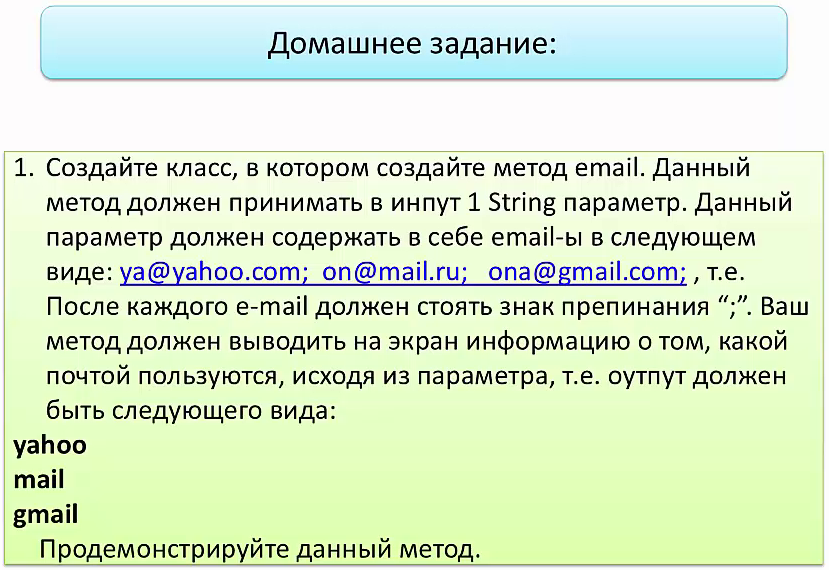 Домашнее задание:
1. Создайте класс, в котором создайте метод email. Данный
метод должен принимать в инпут 1 String параметр. Данный
параметр должен содержать в себе email-ы в следующем
виде: ya@yahoo.com; on@mail.ru; ona@gmail.com; , т.е.
После каждого e-mail должен стоять знак препинания “;”. Ваш
метод должен выводить на экран информацию о том, какой
почтой пользуются, исходя из параметра, т.е. оутпут должен
быть следующего вида:
yahoo
mail
gmail
Продемонстрируйте данный метод.